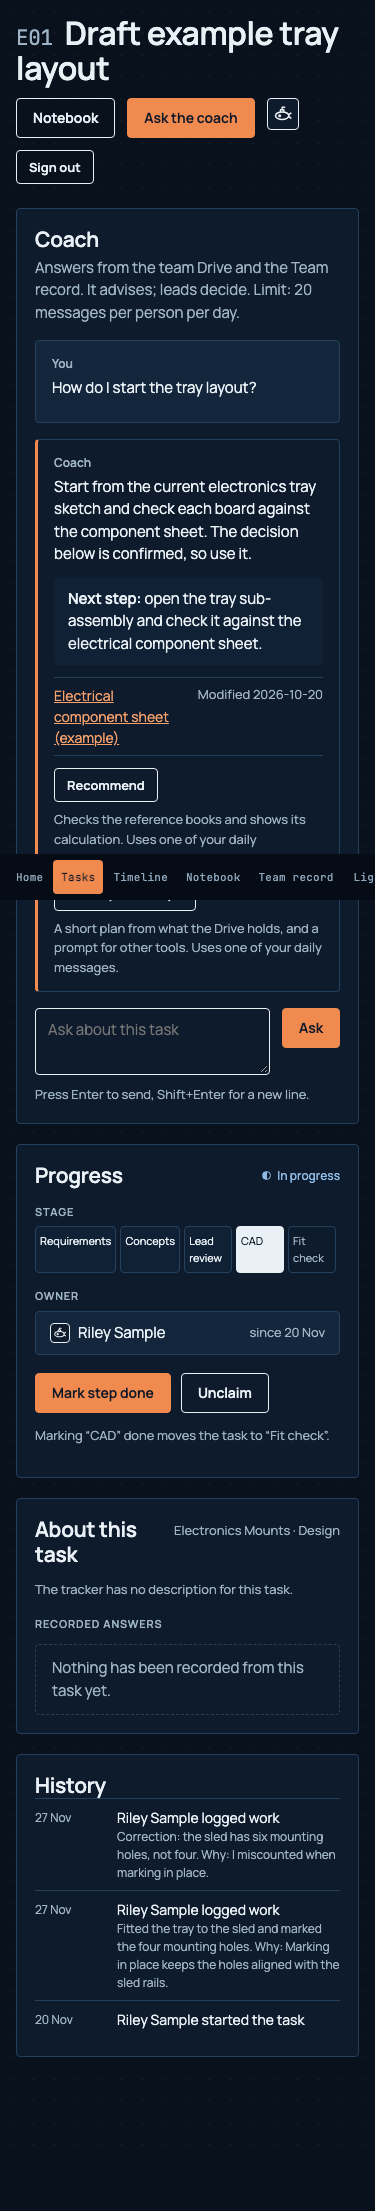 E01 Draft example tray
layout
Notebook
Ask the coach
Sign out
Coach
Answers from the team Drive and the Team
record. It advises; leads decide. Limit: 20
messages per person per day.
You
How do I start the tray layout?
Coach
Start from the current electronics tray
sketch and check each board against
the component sheet. The decision
below is confirmed, so use it.
Next step: open the tray sub-
assembly and check it against the
electrical component sheet.
Electrical
component sheet
(example)
Modified 2026-10-20
Recommend
Checks the reference books and shows its
calculation. Uses one of your daily
Home
Tasks
Timeline
Notebook
Team record
Lig
A short plan from what the Drive holds, and a
prompt for other tools. Uses one of your daily
messages.
Ask about this task
Ask
Press Enter to send, Shift+Enter for a new line.
Progress
In progress
STAGE
Requirements
Concepts
Lead
review
CAD
Fit
check
OWNER
Riley Sample
since 20 Nov
Mark step done
Unclaim
Marking “CAD” done moves the task to “Fit check”.
About this
task
Electronics Mounts · Design
The tracker has no description for this task.
RECORDED ANSWERS
Nothing has been recorded from this
task yet.
History
27 Nov
Riley Sample logged work
Correction: the sled has six mounting
holes, not four. Why: I miscounted when
marking in place.
27 Nov
Riley Sample logged work
Fitted the tray to the sled and marked
the four mounting holes. Why: Marking
in place keeps the holes aligned with the
sled rails.
20 Nov
Riley Sample started the task